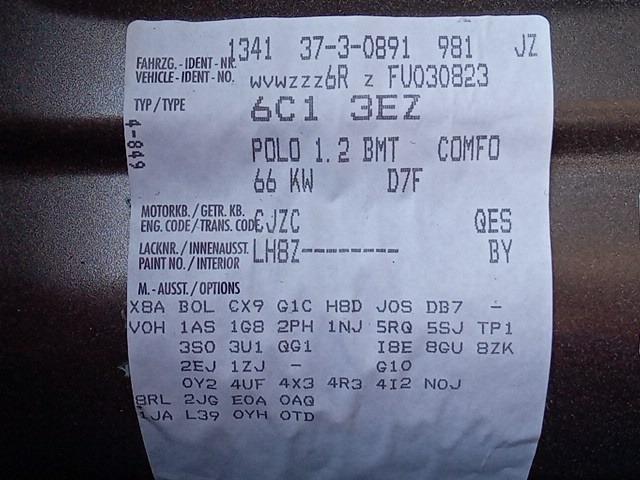 1341 37-3-0891 981 JZ
FAHRZG.-IDENT-NR.
VEHICLE-IDENT-NO. WVWZZZ6R Z FU030823
TYP/TYPE 6C1 3EZ
4-849
POLO 1.2 BMT COMFO
66 KW D7F
MOTORKB./GETR. KB.
ENG. CODE/TRANS. CODE CJZC QES
LACKNR./INNENAUSST.
PAINT NO./INTERIOR LH8Z------- BY
M.-AUSST./OPTIONS
X8A B0L CX9 G1C H8D J0S DB7 -
V0H 1AS 1G8 2PH 1NJ 5RQ 5SJ TP1
3S0 3U1 QG1 I8E 8GU 8ZK
2EJ 1ZJ - G10
0Y2 4UF 4X3 4R3 4I2 N0J
8RL 2JG E0A 0AQ
1JA L39 0YH 0TD